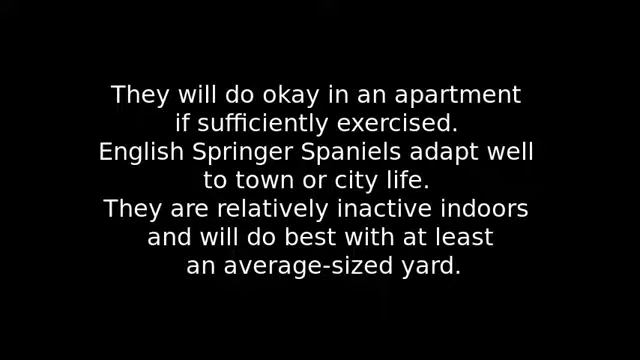 They will do okay in an apartment
if sufficiently exercised.
English Springer Spaniels adapt well
to town or city life.
They are relatively inactive indoors
and will do best with at least
an average-sized yard.